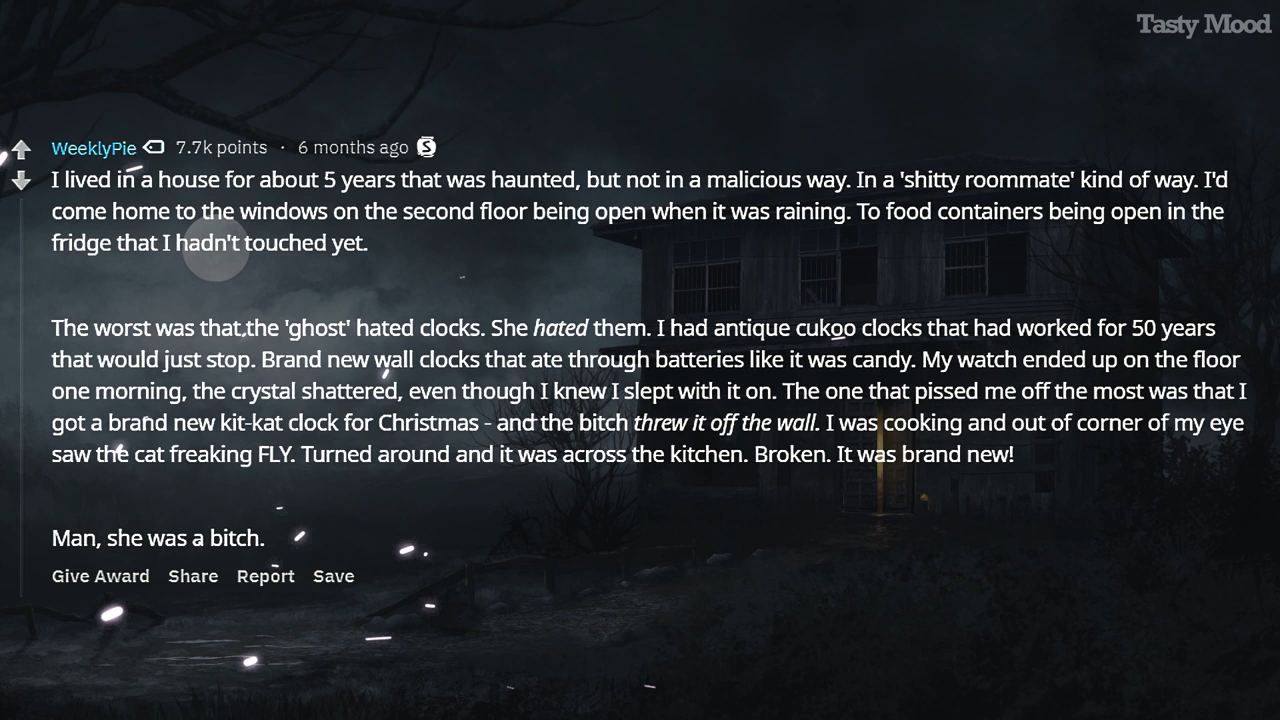 Tasty Mood
WeeklyPie 7.7k points · 6 months ago S
I lived in a house for about 5 years that was haunted, but not in a malicious way. In a 'shitty roommate' kind of way. I'd
come home to the windows on the second floor being open when it was raining. To food containers being open in the
fridge that I hadn't touched yet.
The worst was that,the 'ghost' hated clocks. She hated them. I had antique cukoo clocks that had worked for 50 years
that would just stop. Brand new wall clocks that ate through batteries like it was candy. My watch ended up on the floor
one morning, the crystal shattered, even though I knew I slept with it on. The one that pissed me off the most was that I
got a brand new kit-kat clock for Christmas - and the bitch threw it off the wall. I was cooking and out of corner of my eye
saw the cat freaking FLY. Turned around and it was across the kitchen. Broken. It was brand new!
Man, she was a bitch.
Give Award Share Report Save